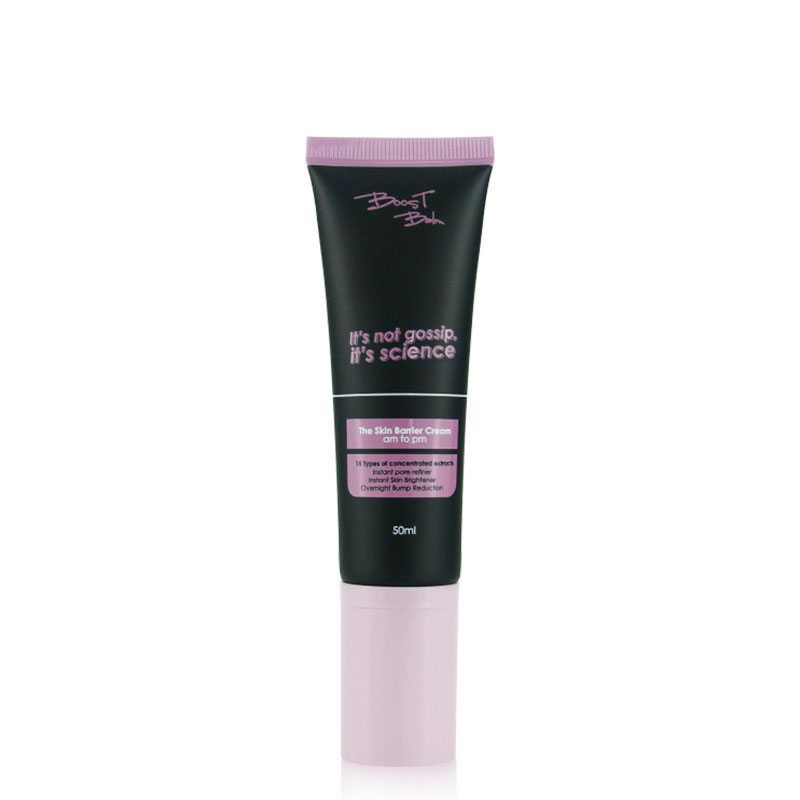 BoosT
Balm
It's not gossip,
it's science
The Skin Barrier Cream
am to pm
Types of concentrated extracts
Instant pore refiner
Instant Skin Brightener
Overnight Bump Reduction
50ml